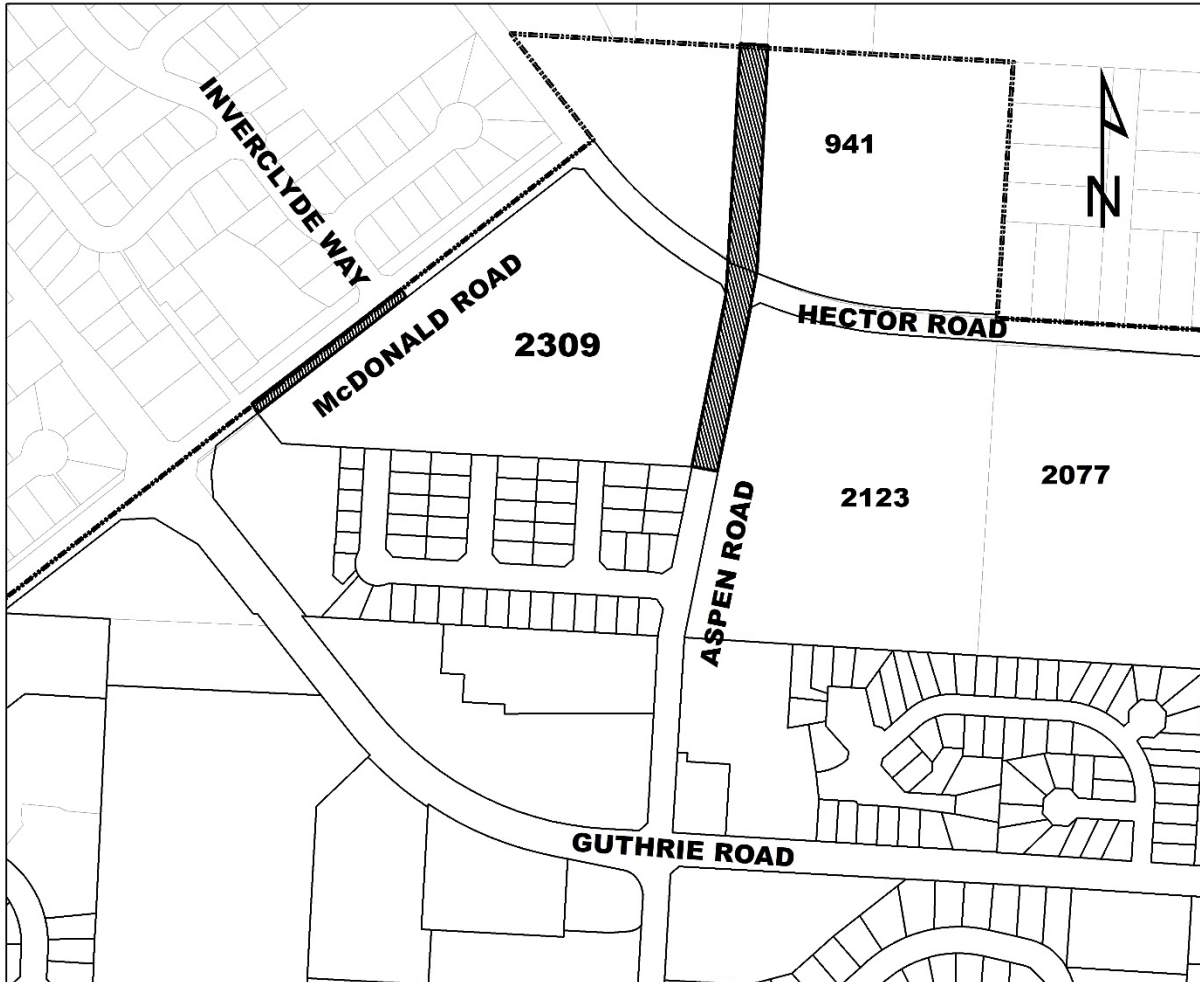 INVERCLYDE WAY
941
N
McDONALD ROAD
HECTOR ROAD
2309
2123
2077
ASPEN ROAD
GUTHRIE ROAD